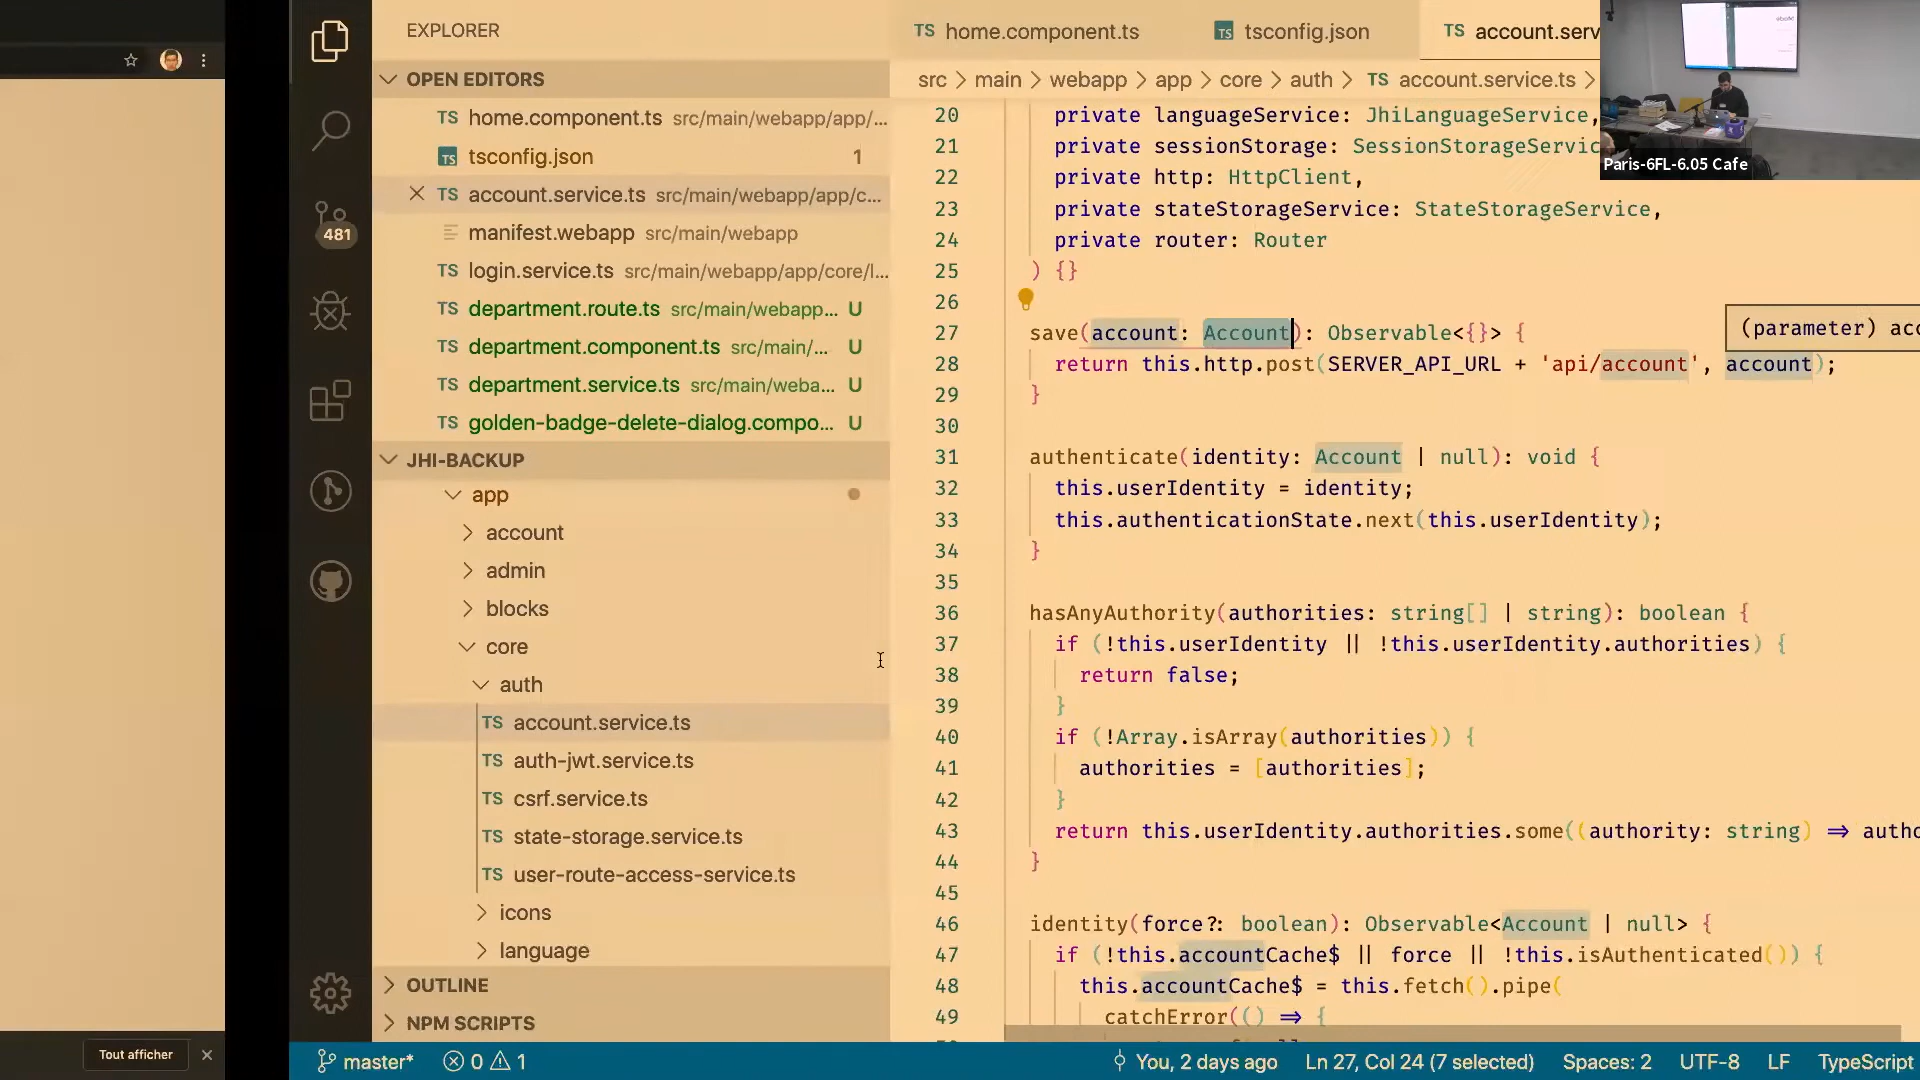 EXPLORER
OPEN EDITORS
TS home.component.ts src/main/webapp/app/...
TS tsconfig.json 1
TS account.service.ts src/main/webapp/app/c...
manifest.webapp src/main/webapp
TS login.service.ts src/main/webapp/app/core/l...
TS department.route.ts src/main/webapp... U
TS department.component.ts src/main/... U
TS department.service.ts src/main/weba... U
TS golden-badge-delete-dialog.compo... U
JHI-BACKUP
app
account
admin
blocks
core
auth
TS account.service.ts
TS auth-jwt.service.ts
TS csrf.service.ts
TS state-storage.service.ts
TS user-route-access-service.ts
icons
language
OUTLINE
NPM SCRIPTS
481
TS home.component.ts
TS tsconfig.json
TS account.serv
src > main > webapp > app > core > auth > TS account.service.ts >
20 private languageService: JhiLanguageService,
21 private sessionStorage: SessionStorageServic
22 private http: HttpClient,
23 private stateStorageService: StateStorageService,
24 private router: Router
25 ) {}
26
27 save(account: Account): Observable<{}> {
(parameter) acc
28 return this.http.post(SERVER_API_URL + 'api/account', account);
29 }
30
31 authenticate(identity: Account | null): void {
32 this.userIdentity = identity;
33 this.authenticationState.next(this.userIdentity);
34 }
35
36 hasAnyAuthority(authorities: string[] | string): boolean {
37 if (!this.userIdentity || !this.userIdentity.authorities) {
38 return false;
39 }
40 if (!Array.isArray(authorities)) {
41 authorities = [authorities];
42 }
43 return this.userIdentity.authorities.some((authority: string) => autho
44 }
45
46 identity(force?: boolean): Observable<Account | null> {
47 if (!this.accountCache$ || force || !this.isAuthenticated()) {
48 this.accountCache$ = this.fetch().pipe(
49 catchError(() => {
Paris-6FL-6.05 Cafe
Tout afficher
master* 0 1
You, 2 days ago Ln 27, Col 24 (7 selected) Spaces: 2 UTF-8 LF TypeScript